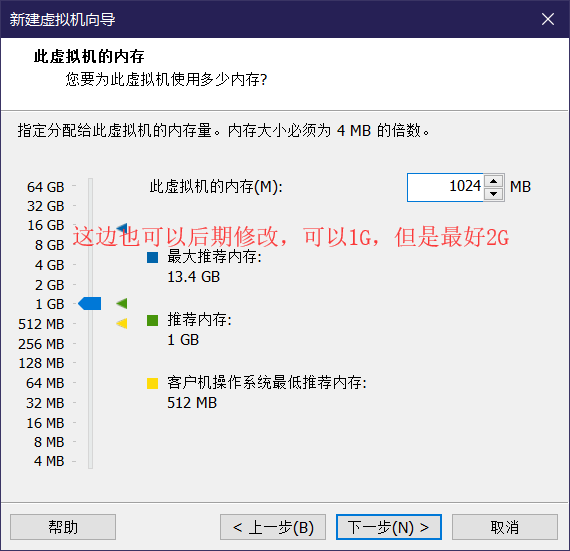 新建虚拟机向导
此虚拟机的内存
您要为此虚拟机使用多少内存?
指定分配给此虚拟机的内存量。内存大小必须为 4 MB 的倍数。
64 GB
此虚拟机的内存(M):
1024
MB
32 GB
16 GB
这边也可以后期修改，可以1G，但是最好2G
8 GB
最大推荐内存:
4 GB
13.4 GB
2 GB
1 GB
512 MB
推荐内存:
256 MB
1 GB
128 MB
64 MB
客户机操作系统最低推荐内存:
32 MB
512 MB
16 MB
8 MB
4 MB
帮助
< 上一步(B)
下一步(N) >
取消